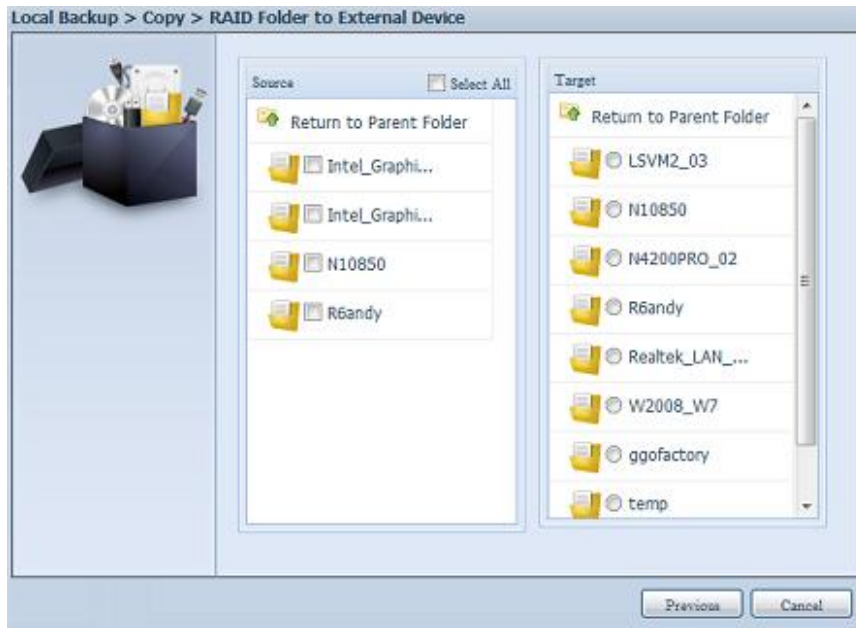 Local Backup > Copy > RAID Folder to External Device
Source
Select All
Return to Parent Folder
Intel_Graphi...
Intel_Graphi...
N10850
R6andy
Target
Return to Parent Folder
LSVM2_03
N10850
N4200PRO_02
R6andy
Realtek_LAN_...
W2008_W7
ggofactory
temp
Previous
Cancel